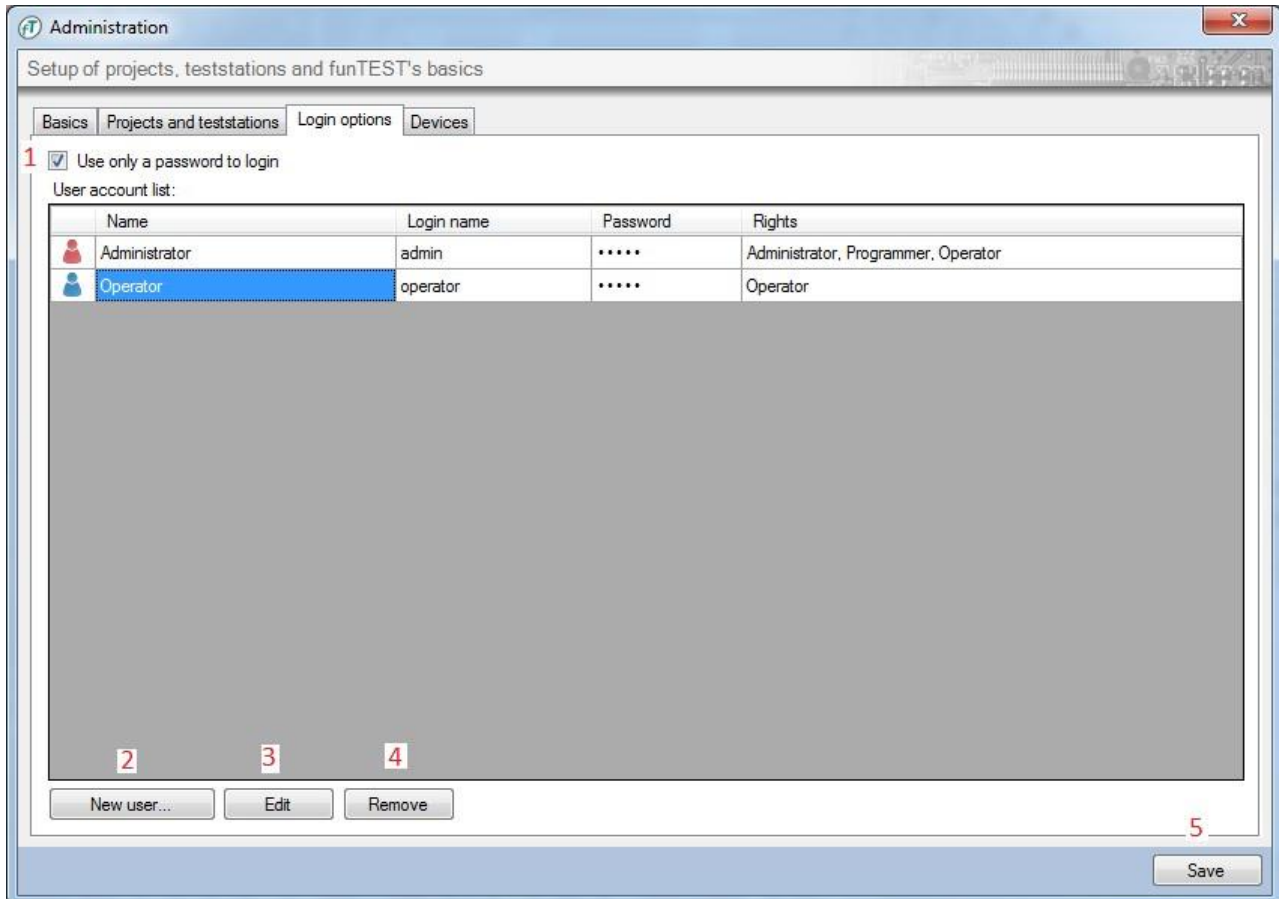 fT Administration X
Setup of projects, teststations and funTEST's basics
Basics Projects and teststations Login options Devices
1 Use only a password to login
User account list:
Name Login name Password Rights
Administrator admin ••••• Administrator, Programmer, Operator
Operator operator ••••• Operator
2 3 4
New user... Edit Remove
5
Save